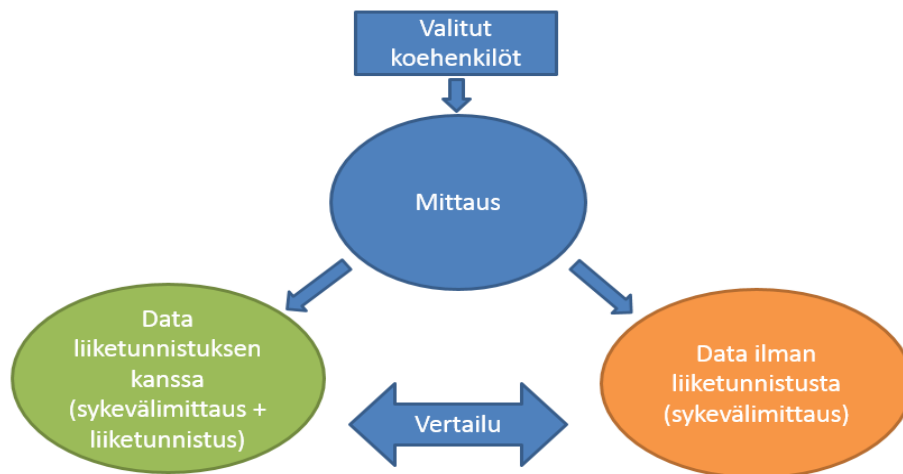 Valitut
koehenkilöt
Mittaus
Data
liiketunnistuksen
kanssa
(sykevälimittaus +
liiketunnistus)
Vertailu
Data ilman
liiketunnistusta
(sykevälimittaus)